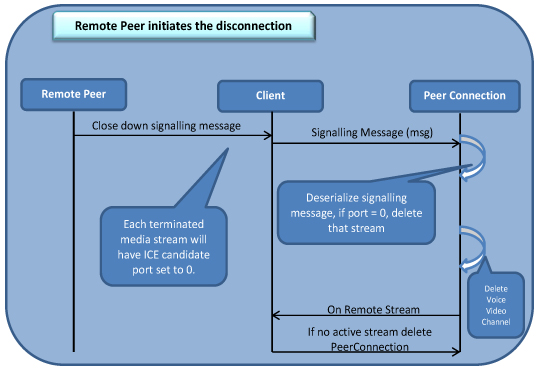 Remote Peer initiates the disconnection
Remote Peer
Client
Peer Connection
Close down signalling message
Signalling Message (msg)
Each terminated
media stream will
have ICE candidate
port set to 0.
Deserialize signalling
message, if port = 0, delete
that stream
Delete
Voice
Video
Channel
On Remote Stream
If no active stream delete
PeerConnection